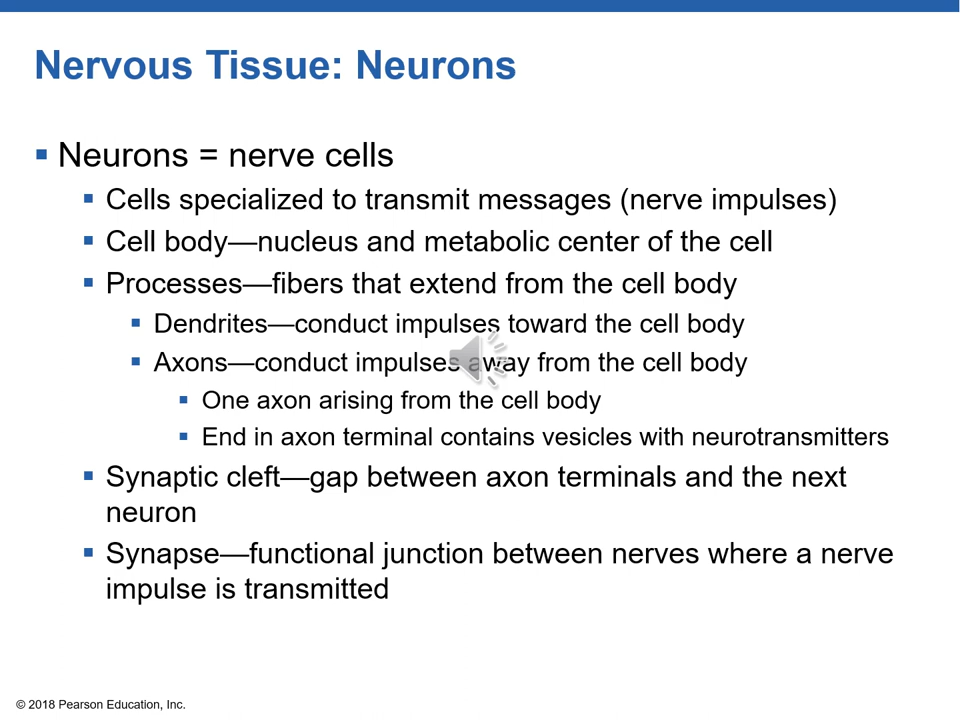 Nervous Tissue: Neurons
▪ Neurons = nerve cells
▪ Cells specialized to transmit messages (nerve impulses)
▪ Cell body—nucleus and metabolic center of the cell
▪ Processes—fibers that extend from the cell body
▪ Dendrites—conduct impulses toward the cell body
▪ Axons—conduct impulses away from the cell body
▪ One axon arising from the cell body
▪ End in axon terminal contains vesicles with neurotransmitters
▪ Synaptic cleft—gap between axon terminals and the next
neuron
▪ Synapse—functional junction between nerves where a nerve
impulse is transmitted
© 2018 Pearson Education, Inc.